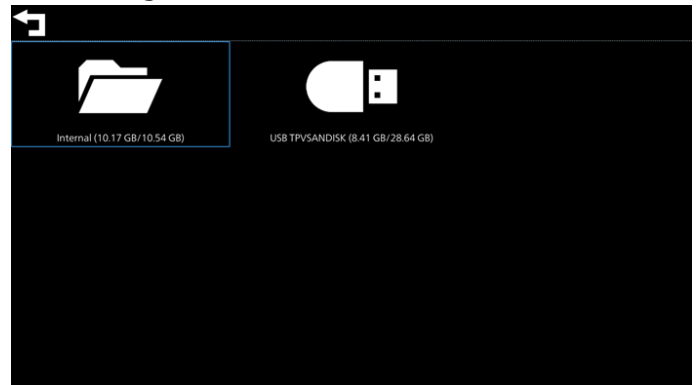 Internal (10.17 GB/10.54 GB)
USB TPVSANDISK (8.41 GB/28.64 GB)